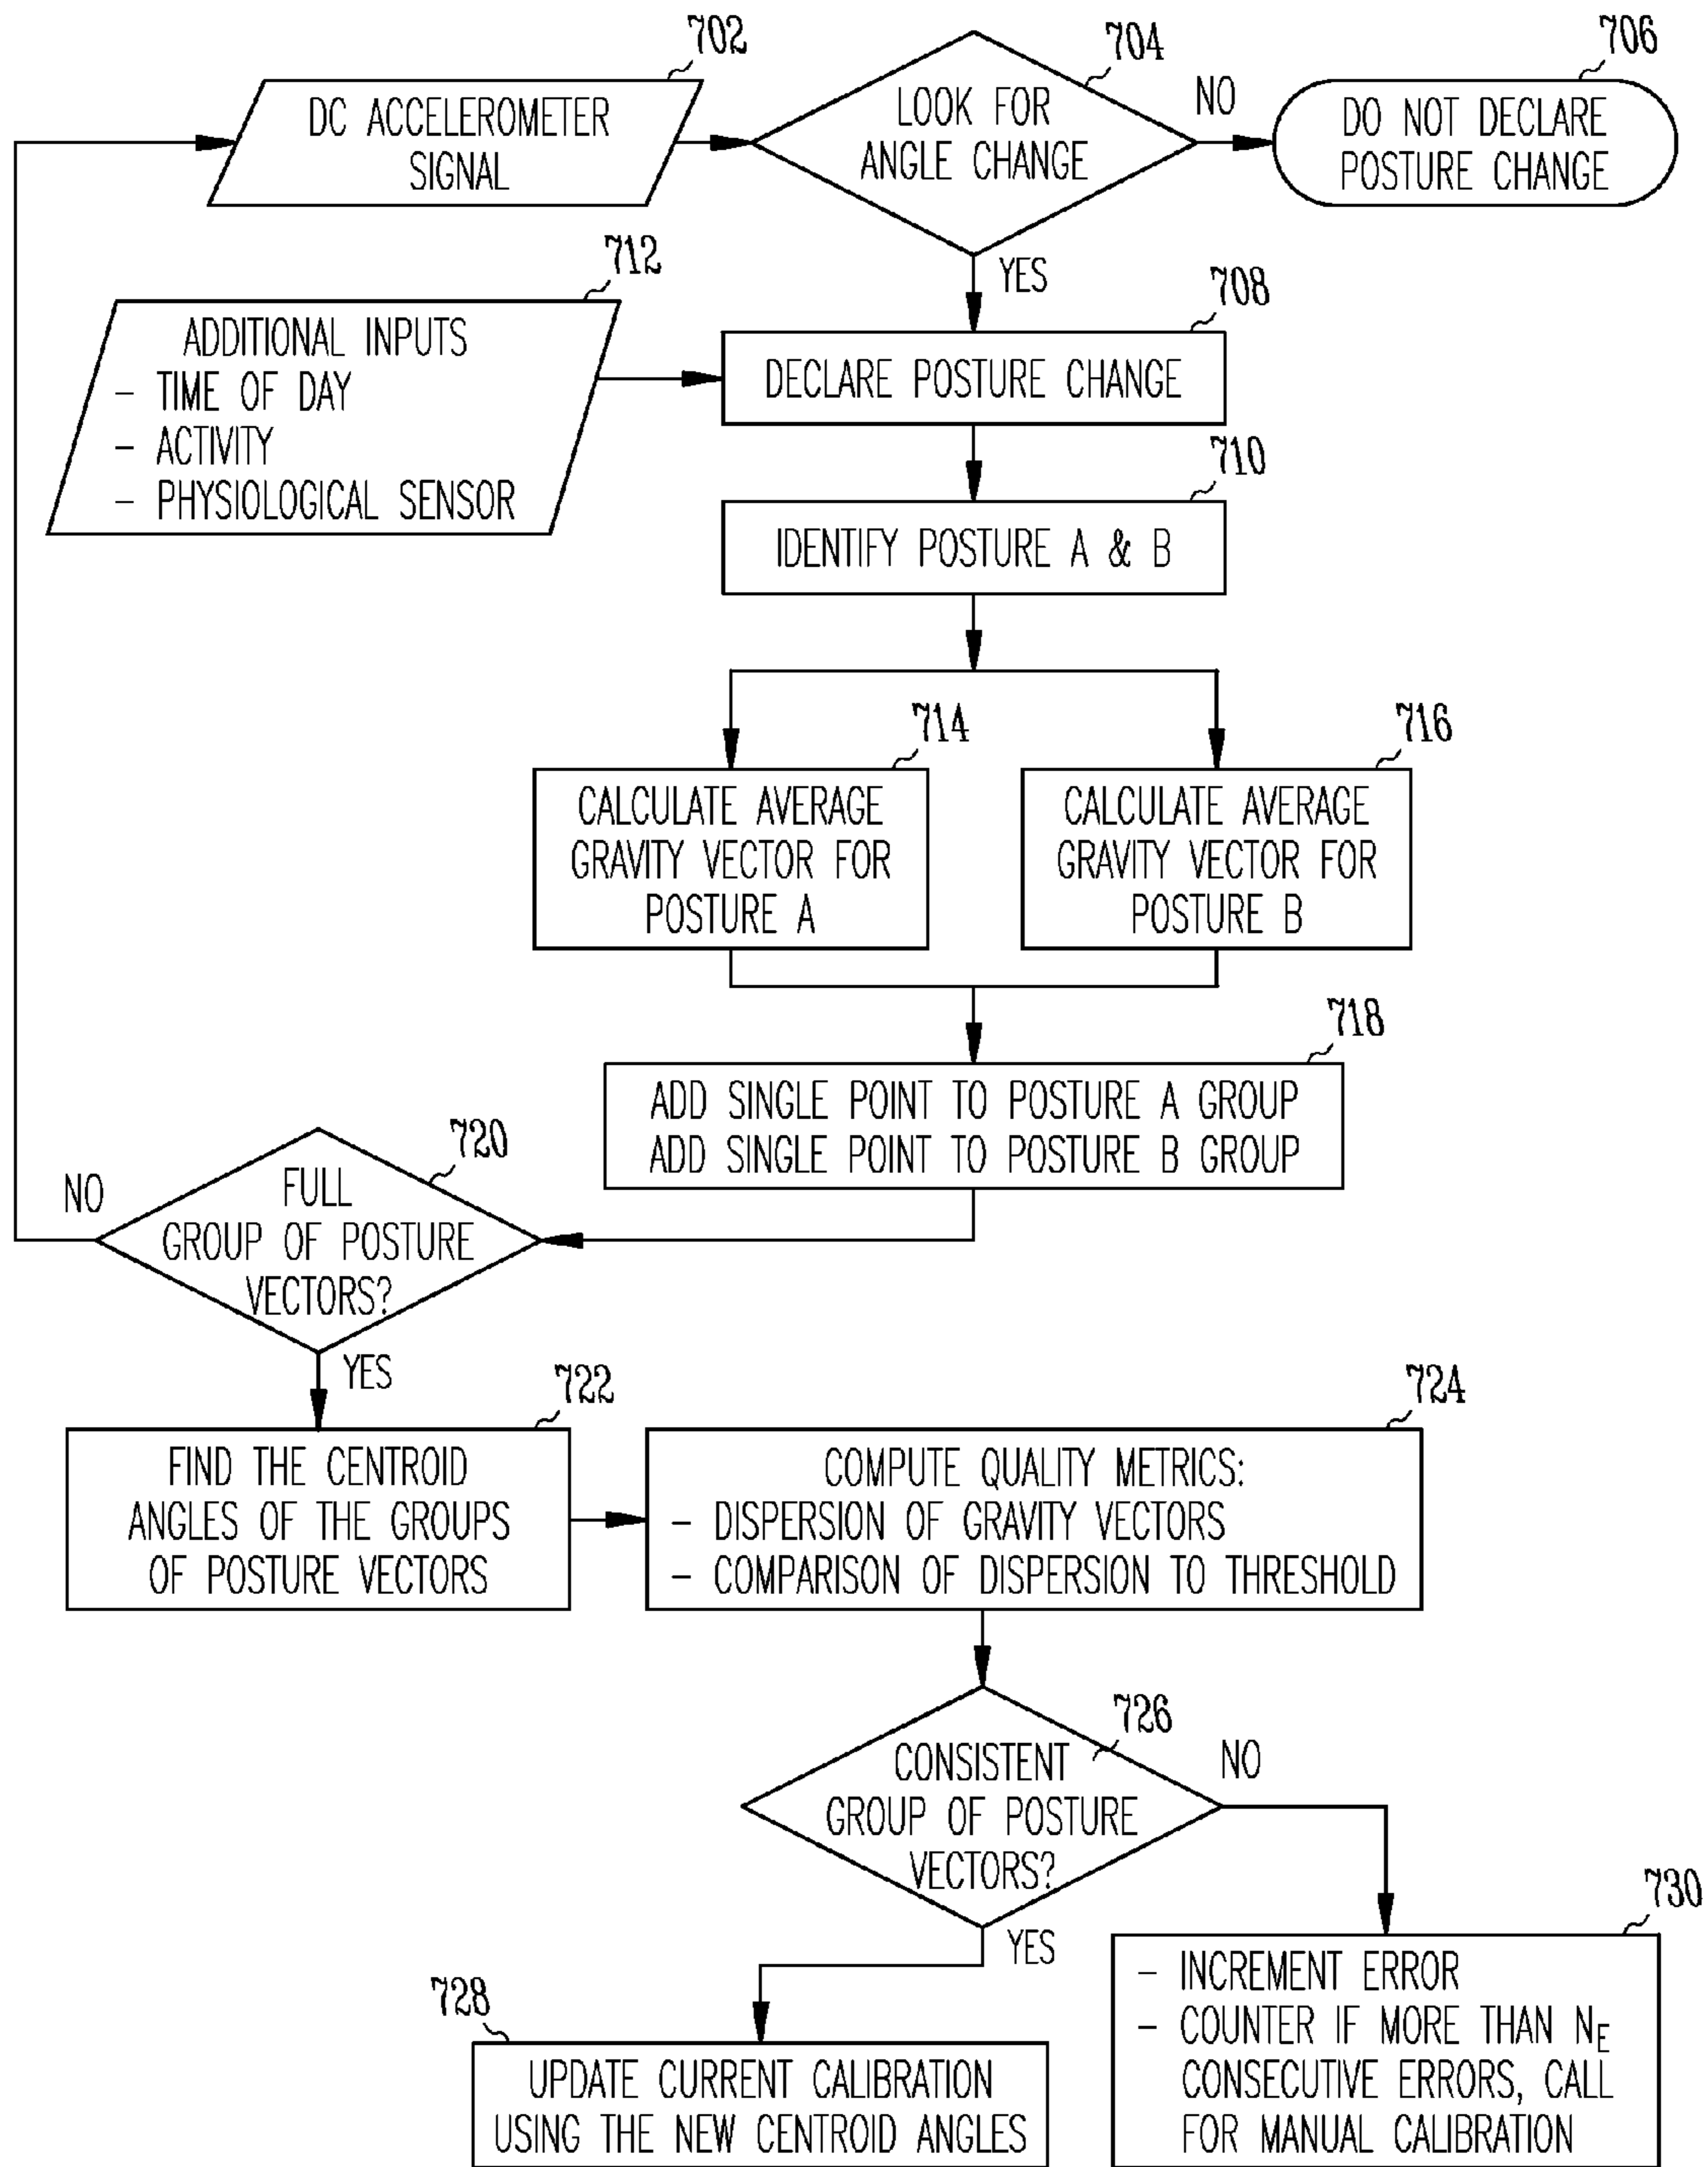 702
DC ACCELEROMETER
SIGNAL
704
LOOK FOR
ANGLE CHANGE
NO
706
DO NOT DECLARE
POSTURE CHANGE
YES
712
ADDITIONAL INPUTS
- TIME OF DAY
- ACTIVITY
- PHYSIOLOGICAL SENSOR
708
DECLARE POSTURE CHANGE
710
IDENTIFY POSTURE A & B
714
CALCULATE AVERAGE
GRAVITY VECTOR FOR
POSTURE A
716
CALCULATE AVERAGE
GRAVITY VECTOR FOR
POSTURE B
718
ADD SINGLE POINT TO POSTURE A GROUP
ADD SINGLE POINT TO POSTURE B GROUP
720
NO
FULL
GROUP OF POSTURE
VECTORS?
YES
722
FIND THE CENTROID
ANGLES OF THE GROUPS
OF POSTURE VECTORS
724
COMPUTE QUALITY METRICS:
- DISPERSION OF GRAVITY VECTORS
- COMPARISON OF DISPERSION TO THRESHOLD
726
CONSISTENT
GROUP OF POSTURE
VECTORS?
NO
YES
728
UPDATE CURRENT CALIBRATION
USING THE NEW CENTROID ANGLES
730
- INCREMENT ERROR
- COUNTER IF MORE THAN NE
CONSECUTIVE ERRORS, CALL
FOR MANUAL CALIBRATION